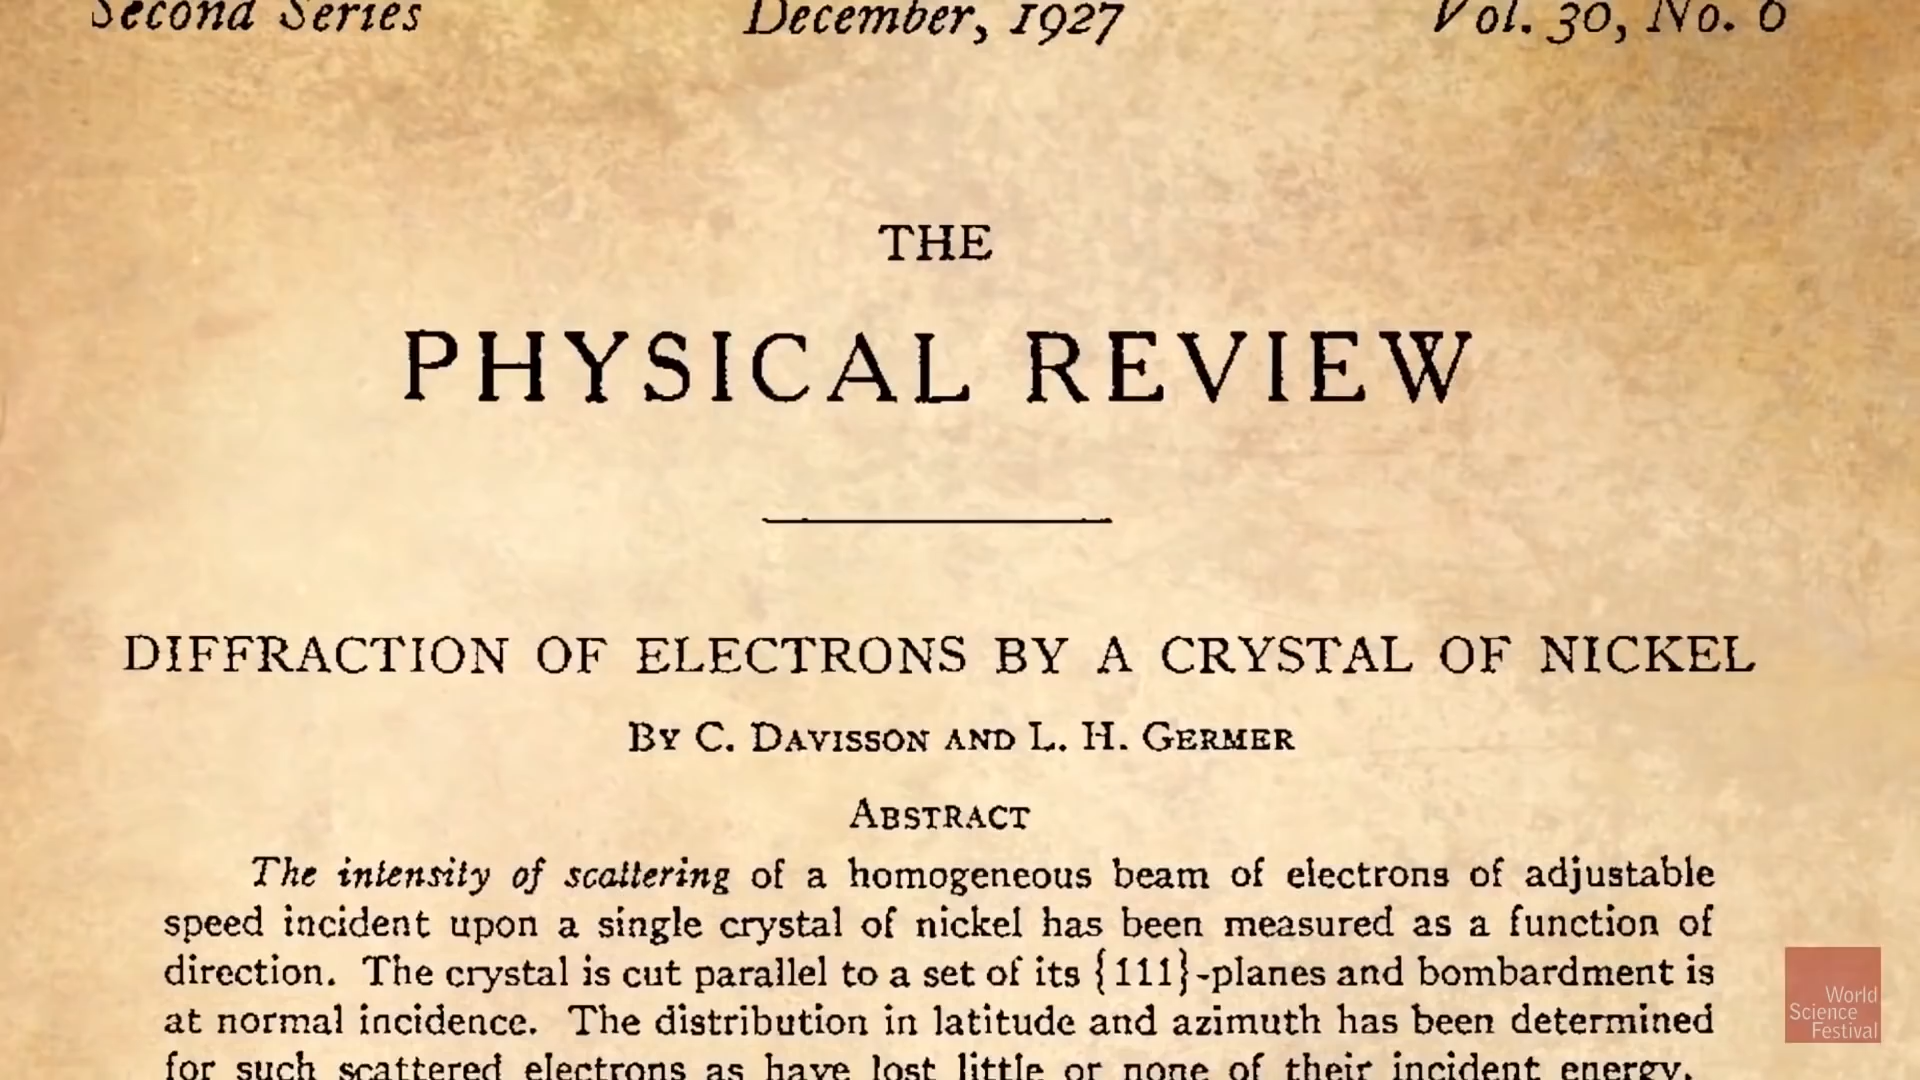 Second Series
December, 1927
Vol. 30, No. 6
THE
PHYSICAL REVIEW
DIFFRACTION OF ELECTRONS BY A CRYSTAL OF NICKEL
BY C. DAVISSON AND L. H. GERMER
ABSTRACT
The intensity of scattering of a homogeneous beam of electrons of adjustable
speed incident upon a single crystal of nickel has been measured as a function of
direction. The crystal is cut parallel to a set of its {111}-planes and bombardment is
at normal incidence. The distribution in latitude and azimuth has been determined
for such scattered electrons as have lost little or none of their incident energy.
World
Science
Festival